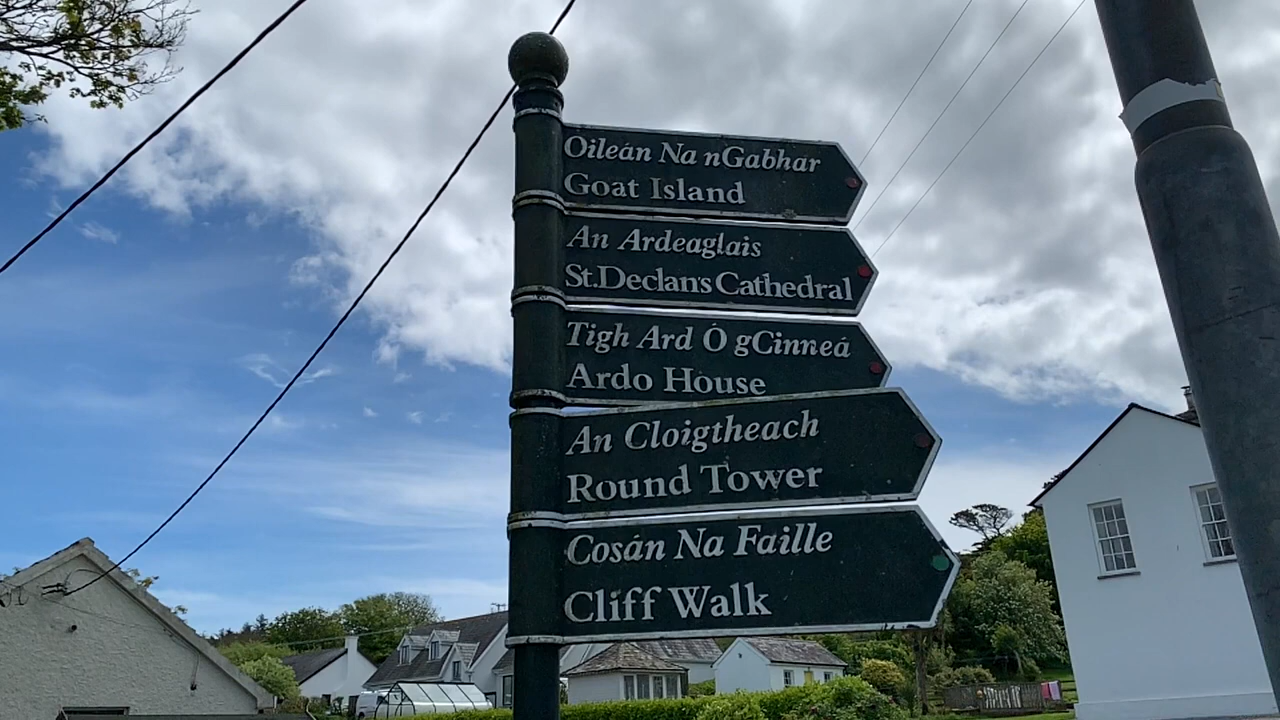 Oileán Na nGabhar
Goat Island
An Ardeaglais
St.Declan's Cathedral
Tigh Ard Ó gCinneá
Ardo House
An Cloigtheach
Round Tower
Cosán Na Faille
Cliff Walk